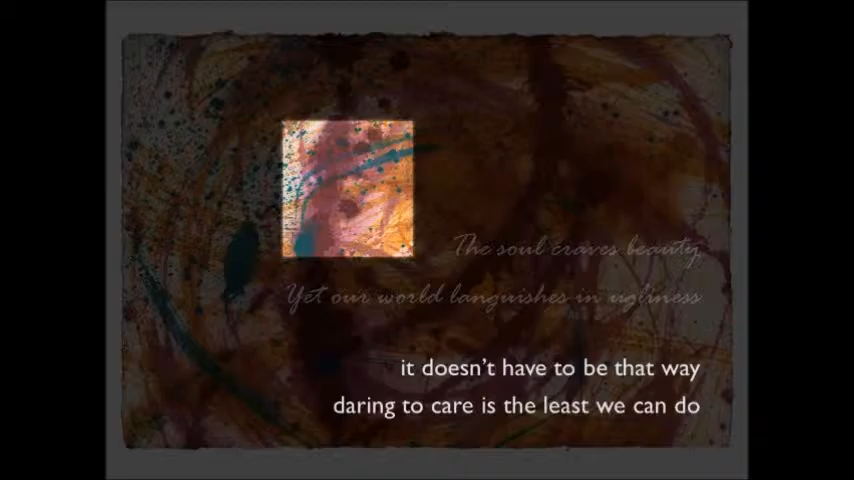 The soul craves beauty,
Yet our world languishes in ugliness
it doesn't have to be that way
daring to care is the least we can do